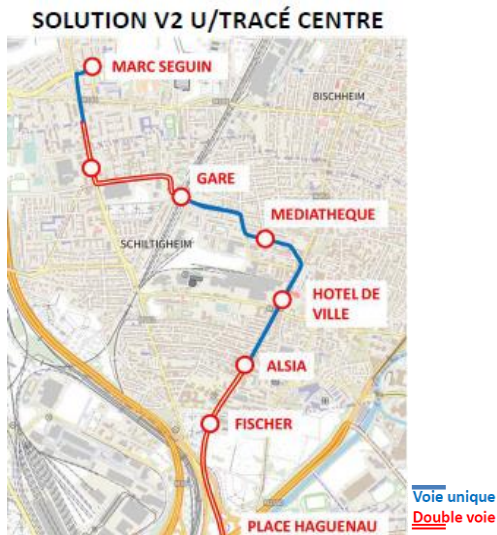 SOLUTION V2 U/TRACÉ CENTRE
MARC SEGUIN
BISCHHEIM
GARE
MEDIATHEQUE
SCHILTIGHEIM
HOTEL DE
VILLE
ALSIA
FISCHER
PLACE HAGUENAU
Voie unique
Double voie